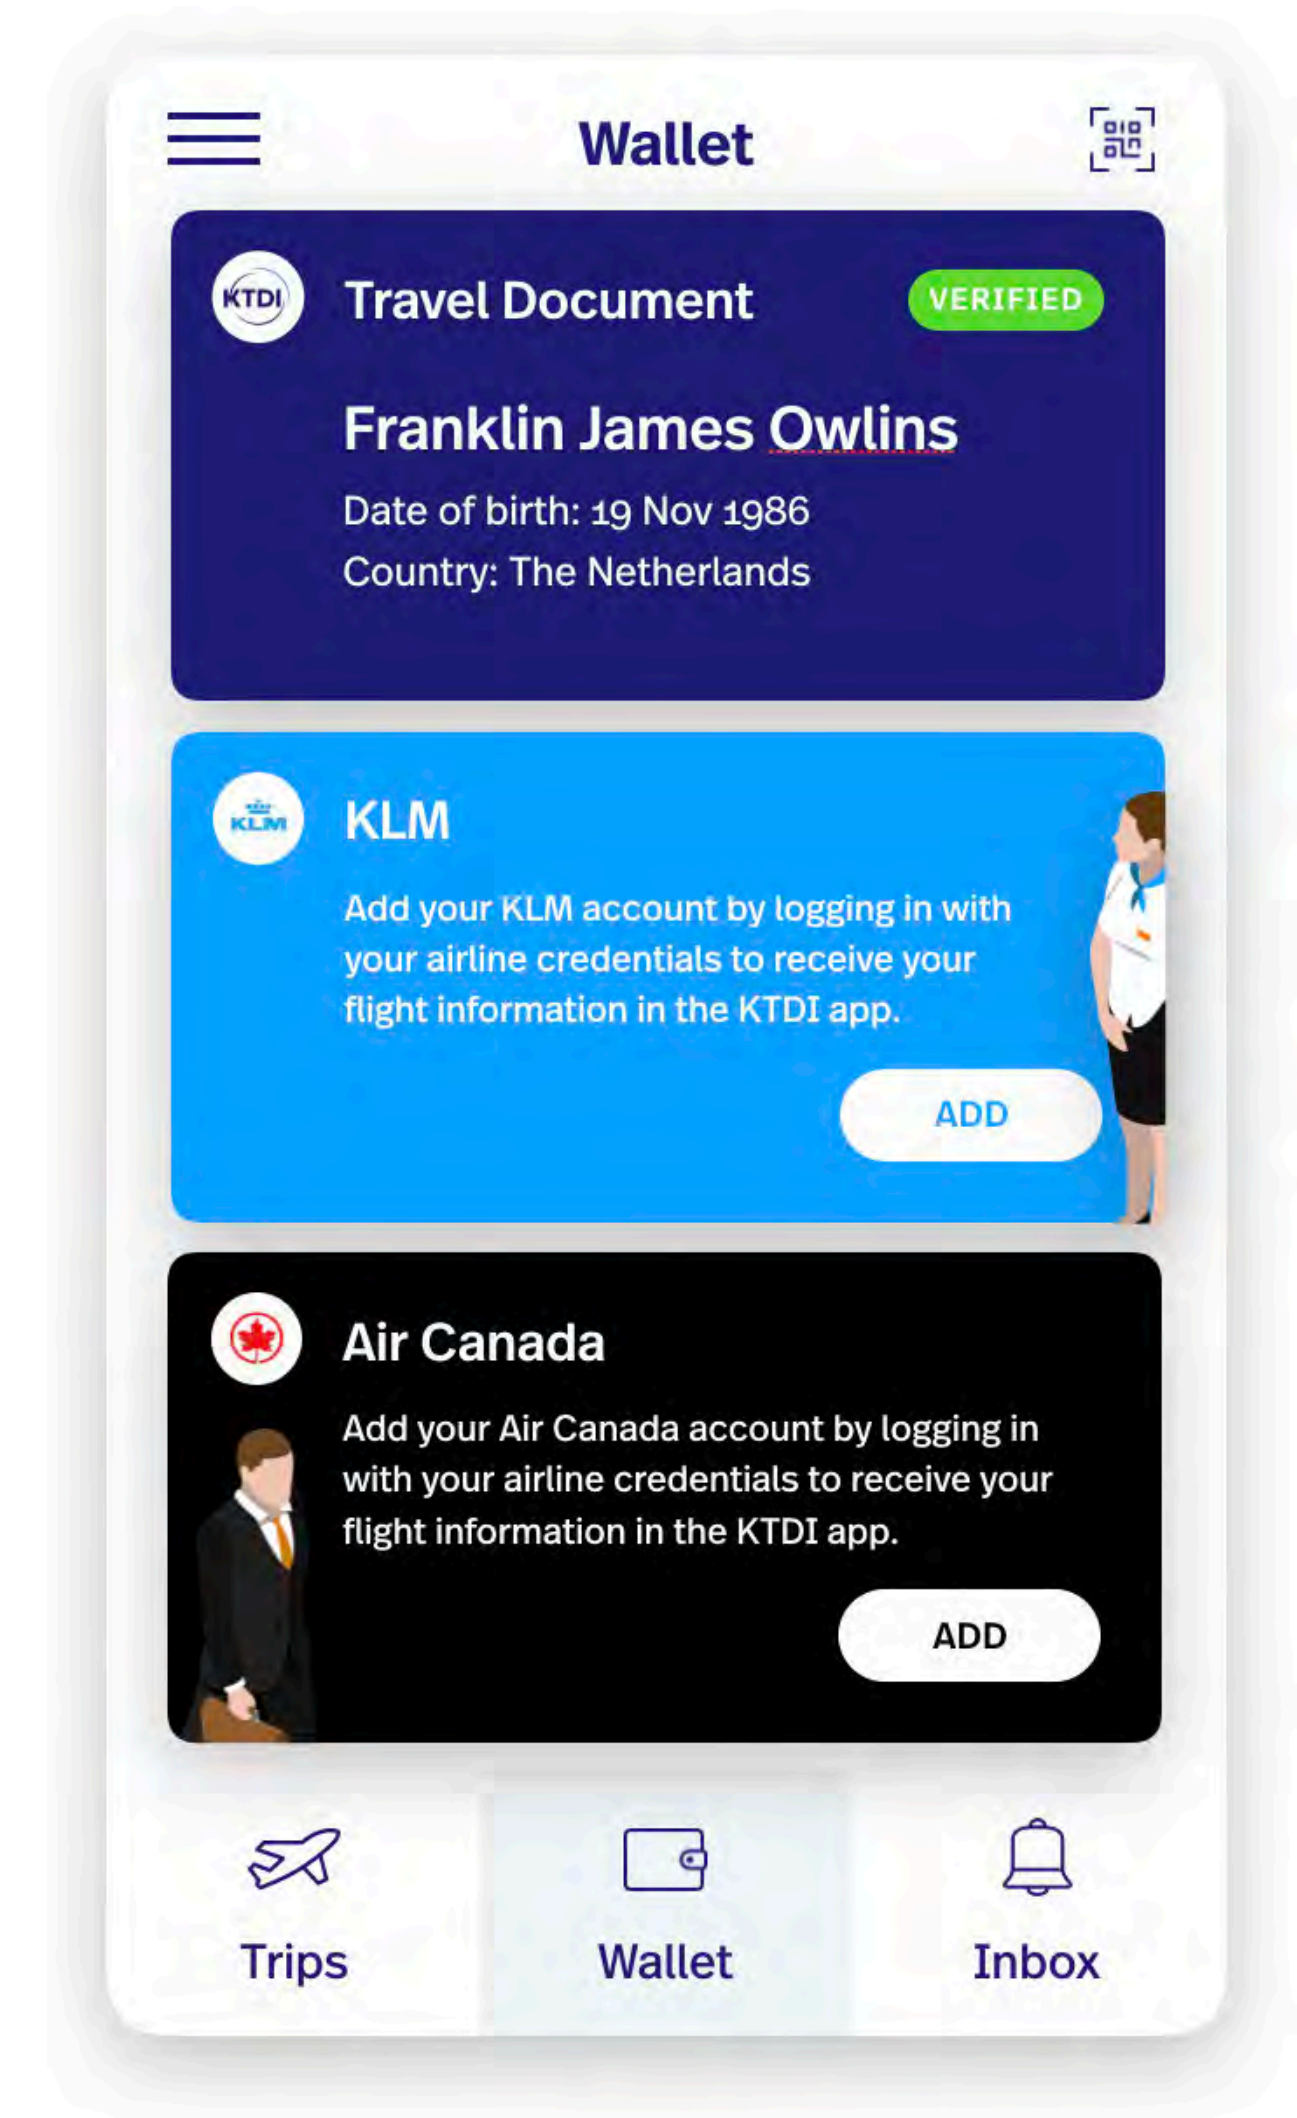 Wallet
KTDI
Travel Document
VERIFIED
Franklin James Owlins
Date of birth: 19 Nov 1986
Country: The Netherlands
KLM
KLM
Add your KLM account by logging in with
your airline credentials to receive your
flight information in the KTDI app.
ADD
Air Canada
Add your Air Canada account by logging in
with your airline credentials to receive your
flight information in the KTDI app.
ADD
Trips
Wallet
Inbox